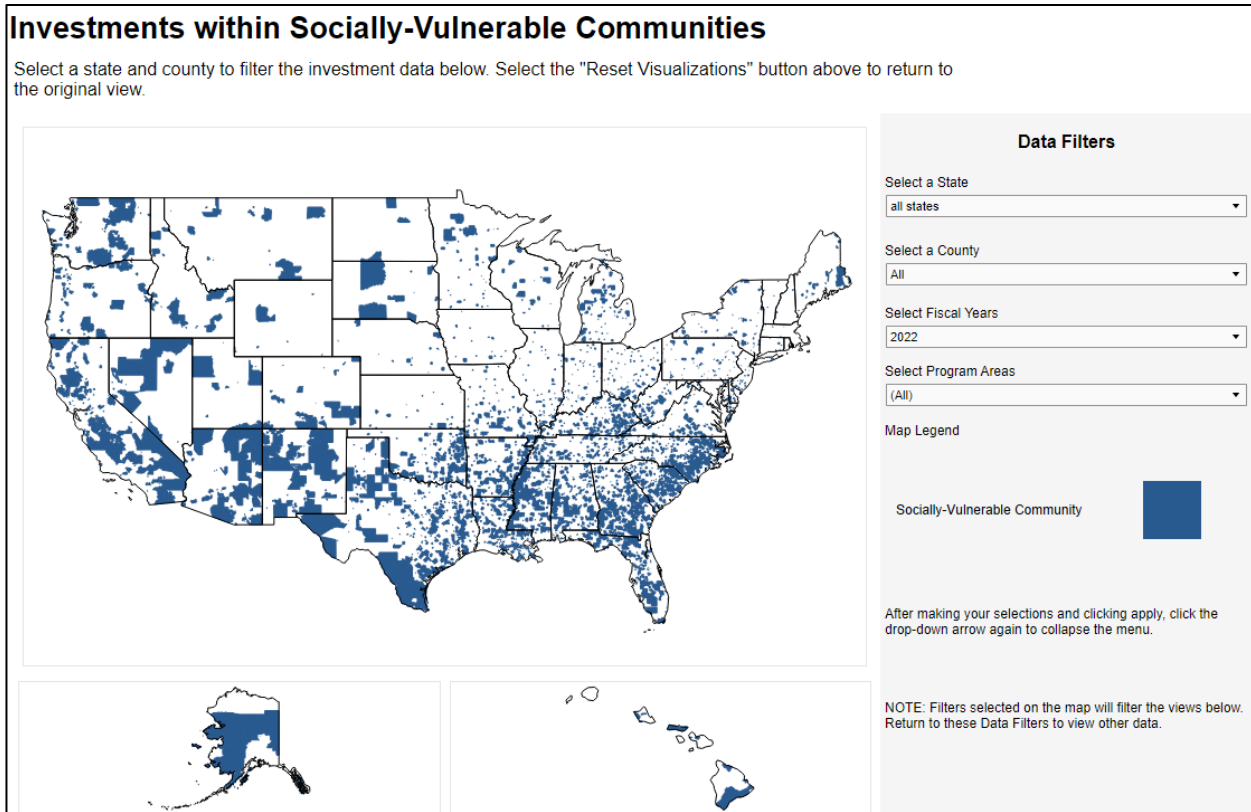 Investments within Socially-Vulnerable Communities
Select a state and county to filter the investment data below. Select the "Reset Visualizations" button above to return to
the original view.
Data Filters
Select a State
all states
Select a County
All
Select Fiscal Years
2022
Select Program Areas
(All)
Map Legend
Socially-Vulnerable Community
After making your selections and clicking apply, click the
drop-down arrow again to collapse the menu.
NOTE: Filters selected on the map will filter the views below.
Return to these Data Filters to view other data.